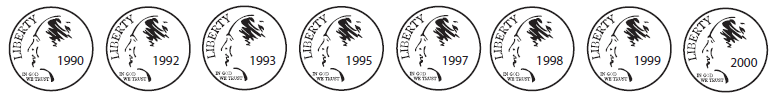 LIBERTY 1990 IN GOD WE TRUST
LIBERTY 1992 IN GOD WE TRUST
LIBERTY 1993 IN GOD WE TRUST
LIBERTY 1995 IN GOD WE TRUST
LIBERTY 1997 IN GOD WE TRUST
LIBERTY 1998 IN GOD WE TRUST
LIBERTY 1999 IN GOD WE TRUST
LIBERTY 2000 IN GOD WE TRUST